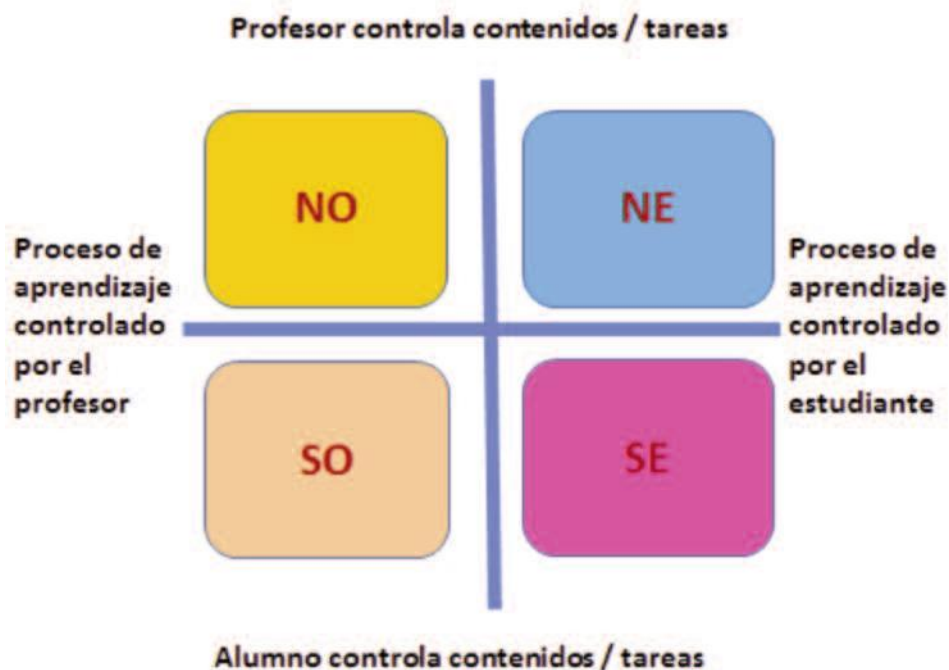 Profesor controla contenidos / tareas
NO
NE
Proceso de
aprendizaje
controlado
por el
profesor
Proceso de
aprendizaje
controlado
por el
estudiante
SO
SE
Alumno controla contenidos / tareas